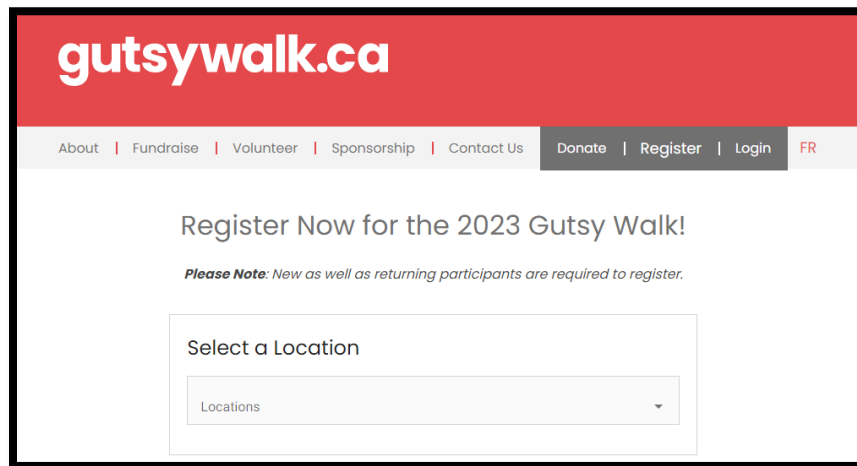 gutsywalk.ca
About | Fundraise | Volunteer | Sponsorship | Contact Us Donate | Register | Login FR
Register Now for the 2023 Gutsy Walk!
Please Note: New as well as returning participants are required to register.
Select a Location
Locations